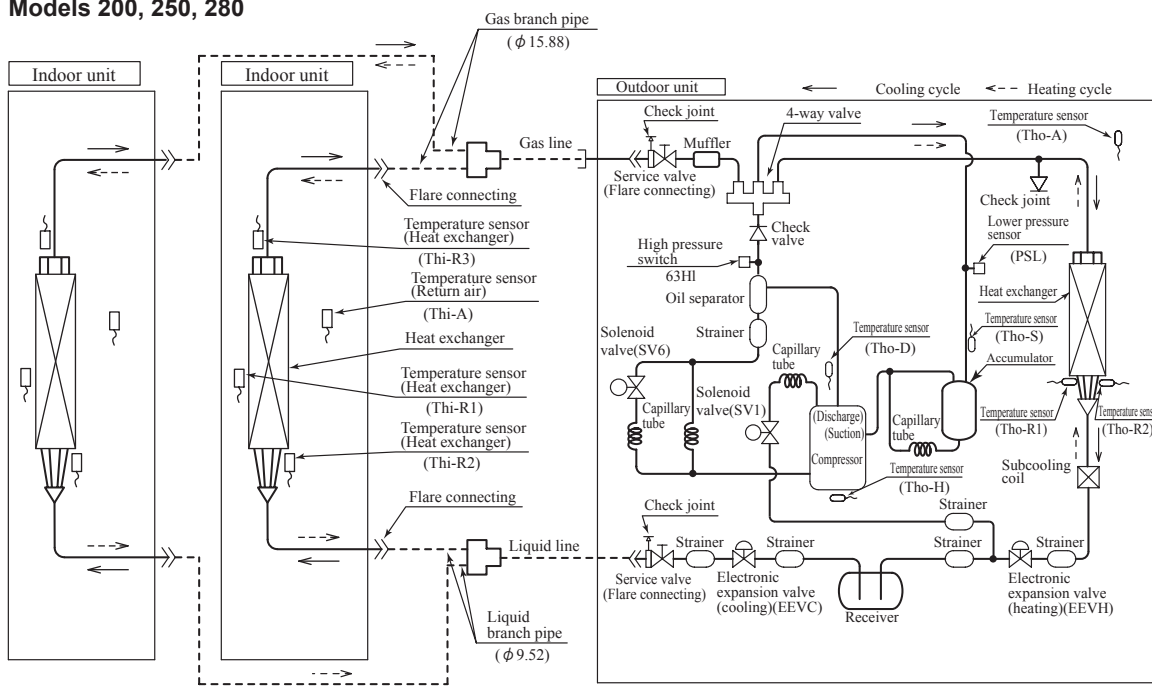 Models 200, 250, 280
Gas branch pipe
(ϕ 15.88)
Indoor unit
Indoor unit
Outdoor unit
Cooling cycle
Heating cycle
Check joint
4-way valve
Temperature sensor
(Tho-A)
Gas line
Muffler
Service valve
(Flare connecting)
Check joint
Flare connecting
Temperature sensor
(Heat exchanger)
(Thi-R3)
Check
valve
Lower pressure
sensor
(PSL)
High pressure
switch
63Hl
Temperature sensor
(Return air)
(Thi-A)
Oil separator
Heat exchanger
Strainer
Temperature sensor
(Tho-S)
Solenoid
valve(SV6)
Temperature sensor
(Tho-D)
Heat exchanger
Capillary
tube
Accumulator
Temperature sensor
(Heat exchanger)
(Thi-R1)
Capillary
tube
Solenoid
valve(SV1)
(Discharge)
(Suction)
Compressor
Capillary
tube
Temperature sensor
(Tho-R1)
Temperature sens
(Tho-R2)
Temperature sensor
(Heat exchanger)
(Thi-R2)
Temperature sensor
(Tho-H)
Subcooling
coil
Flare connecting
Check joint
Strainer
Liquid line
Strainer
Strainer
Strainer
Strainer
Service valve
(Flare connecting)
Electronic
expansion valve
(cooling)(EEVC)
Receiver
Electronic
expansion valve
(heating)(EEVH)
Liquid
branch pipe
(ϕ 9.52)